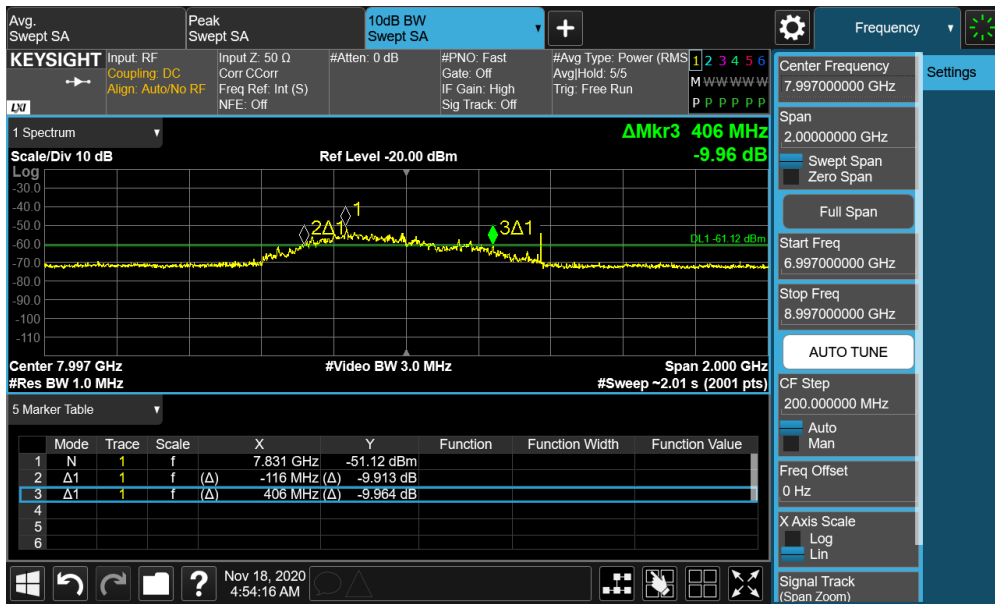 Avg.
Swept SA
Peak
Swept SA
10dB BW
Swept SA
Frequency
KEYSIGHT
LXI
Input: RF
Coupling: DC
Align: Auto/No RF
Input Z: 50 Ω
Corr CCorr
Freq Ref: Int (S)
NFE: Off
#Atten: 0 dB
#PNO: Fast
Gate: Off
IF Gain: High
Sig Track: Off
#Avg Type: Power (RMS
Avg|Hold: 5/5
Trig: Free Run
1 2 3 4 5 6
M W W W W W
P P P P P P
1 Spectrum
ΔMkr3 406 MHz
-9.96 dB
Scale/Div 10 dB
Ref Level -20.00 dBm
Log
-30.0
-40.0
-50.0
-60.0
-70.0
-80.0
-90.0
-100
-110
1
2Δ1
3Δ1
DL1 -61.12 dBm
Center 7.997 GHz
#Video BW 3.0 MHz
Span 2.000 GHz
#Res BW 1.0 MHz
#Sweep ~2.01 s (2001 pts)
5 Marker Table
Mode Trace Scale X Y Function Function Width Function Value
1 N 1 f 7.831 GHz -51.12 dBm
2 Δ1 1 f (Δ) -116 MHz (Δ) -9.913 dB
3 Δ1 1 f (Δ) 406 MHz (Δ) -9.964 dB
4
5
6
Nov 18, 2020
4:54:16 AM
Settings
Center Frequency
7.997000000 GHz
Span
2.00000000 GHz
Swept Span
Zero Span
Full Span
Start Freq
6.997000000 GHz
Stop Freq
8.997000000 GHz
AUTO TUNE
CF Step
200.000000 MHz
Auto
Man
Freq Offset
0 Hz
X Axis Scale
Log
Lin
Signal Track
(Span Zoom)